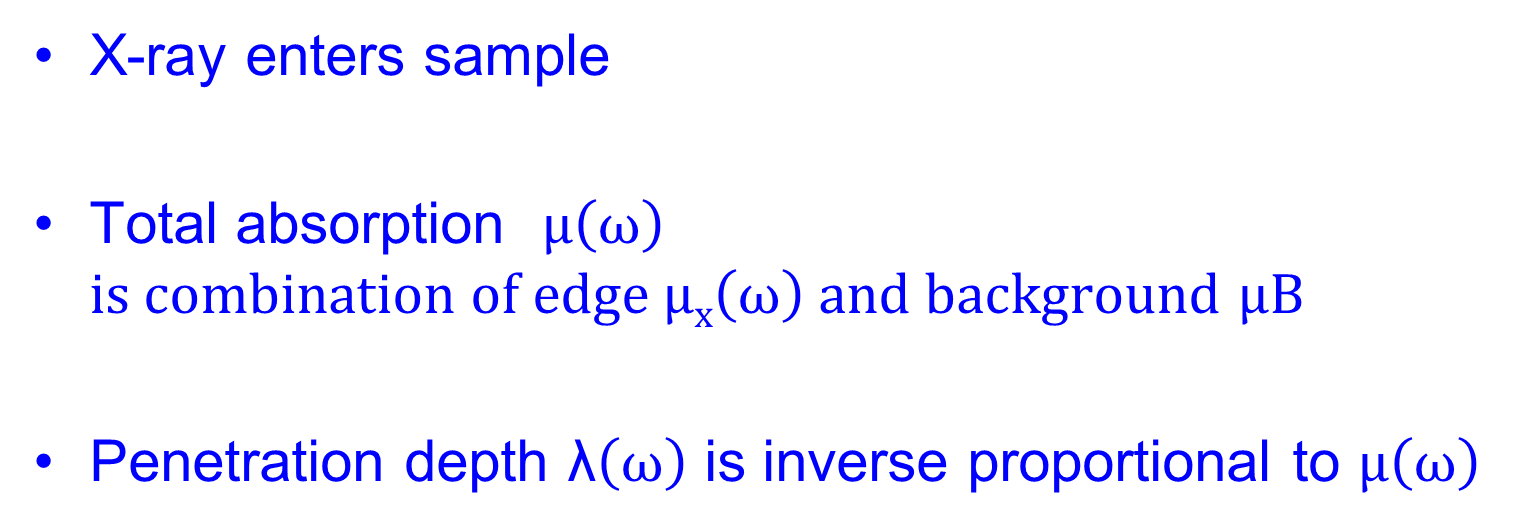 • X-ray enters sample
• Total absorption μ(ω)
is combination of edge μₓ(ω) and background μB
• Penetration depth λ(ω) is inverse proportional to μ(ω)